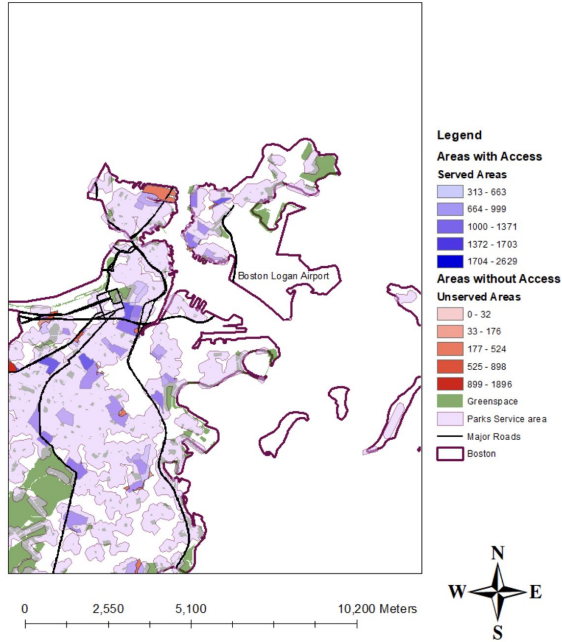 Boston Logan Airport
Legend
Areas with Access
Served Areas
313 - 663
664 - 999
1000 - 1371
1372 - 1703
1704 - 2629
Areas without Access
Unserved Areas
0 - 32
33 - 176
177 - 524
525 - 898
899 - 1896
Greenspace
Parks Service area
Major Roads
Boston
N
W E
S
0 2,550 5,100 10,200 Meters